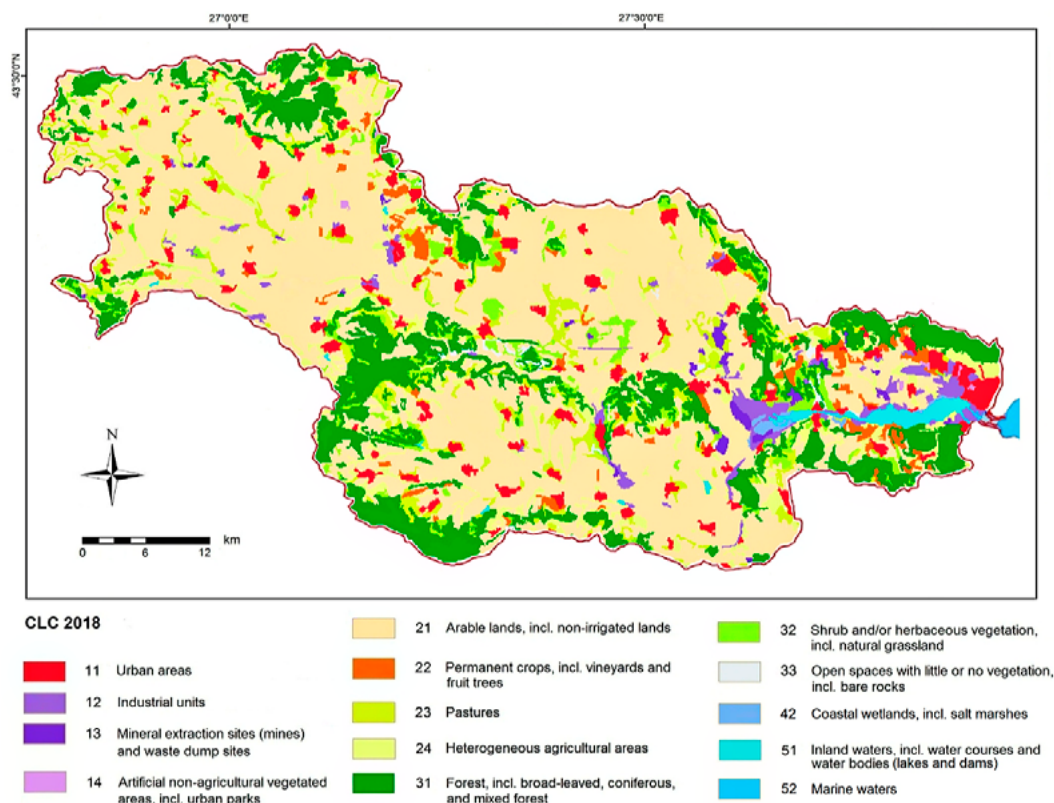 27°0'0"E 27°30'0"E
43°30'0"N
N
0 6 12 km
CLC 2018
11 Urban areas
12 Industrial units
13 Mineral extraction sites (mines)
and waste dump sites
14 Artificial non-agricultural vegetated
areas, incl. urban parks
21 Arable lands, incl. non-irrigated lands
22 Permanent crops, incl. vineyards and
fruit trees
23 Pastures
24 Heterogeneous agricultural areas
31 Forest, incl. broad-leaved, coniferous,
and mixed forest
32 Shrub and/or herbaceous vegetation,
incl. natural grassland
33 Open spaces with little or no vegetation,
incl. bare rocks
42 Coastal wetlands, incl. salt marshes
51 Inland waters, incl. water courses and
water bodies (lakes and dams)
52 Marine waters